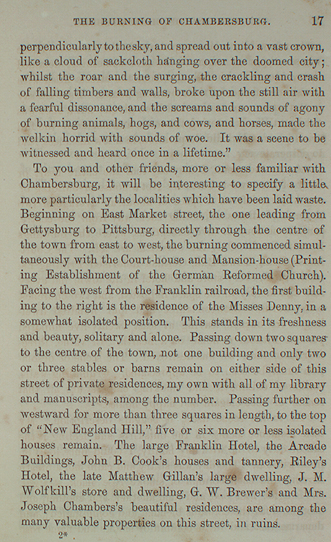 THE BURNING OF CHAMBERSBURG. 17
perpendicularly to the sky, and spread out into a vast crown,
like a cloud of sackcloth hanging over the doomed city;
whilst the roar and the surging, the crackling and crash
of falling timbers and walls, broke upon the still air with
a fearful dissonance, and the screams and sounds of agony
of burning animals, hogs, and cows, and horses, made the
welkin horrid with sounds of woe. It was a scene to be
witnessed and heard once in a lifetime.”
To you and other friends, more or less familiar with
Chambersburg, it will be interesting to specify a little
more particularly the localities which have been laid waste.
Beginning on East Market street, the one leading from
Gettysburg to Pittsburg, directly through the centre of
the town from east to west, the burning commenced simul-
taneously with the Court-house and Mansion-house (Print-
ing Establishment of the German Reformed Church).
Facing the west from the Franklin railroad, the first build-
ing to the right is the residence of the Misses Denny, in a
somewhat isolated position. This stands in its freshness
and beauty, solitary and alone. Passing down two squares
to the centre of the town, not one building and only two
or three stables or barns remain on either side of this
street of private residences, my own with all of my library
and manuscripts, among the number. Passing further on
westward for more than three squares in length, to the top
of “New England Hill,” five or six more or less isolated
houses remain. The large Franklin Hotel, the Arcade
Buildings, John B. Cook’s houses and tannery, Riley’s
Hotel, the late Matthew Gillan’s large dwelling, J. M.
Wolfkill’s store and dwelling, G. W. Brewer’s and Mrs.
Joseph Chambers’s beautiful residences, are among the
many valuable properties on this street, in ruins.
2*